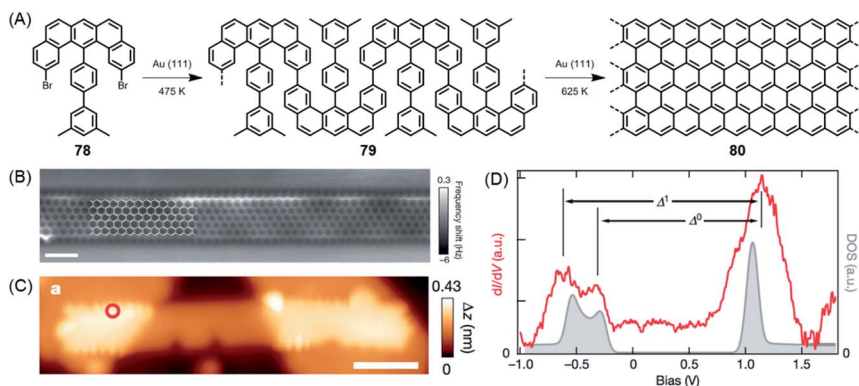 (A)
Br
Br
Au (111)
475 K
Au (111)
625 K
78
79
80
(B)
0.3
Frequency shift (Hz)
-6
(C)
a
0.43
Δz (nm)
0
(D)
Δ¹
Δ⁰
dI/dV (a.u.)
DOS (a.u.)
0
0
-1.0
-0.5
0
0.5
1.0
1.5
Bias (V)